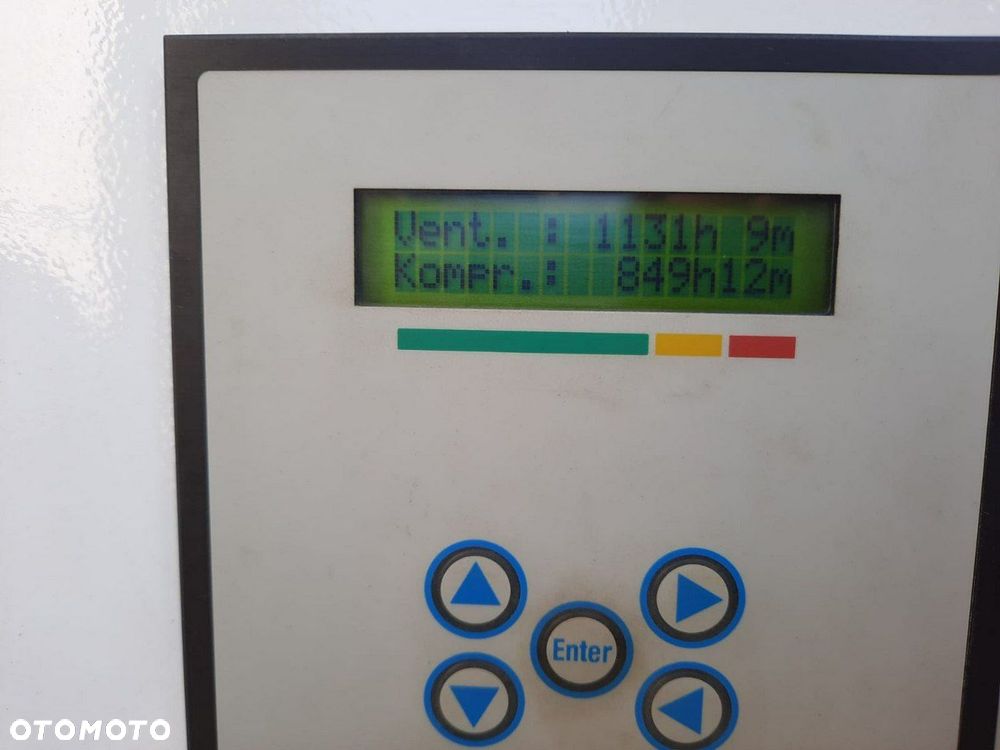 Vent. : 1131h 9m
Kompr.: 849h12m
Enter
OTOMOTO